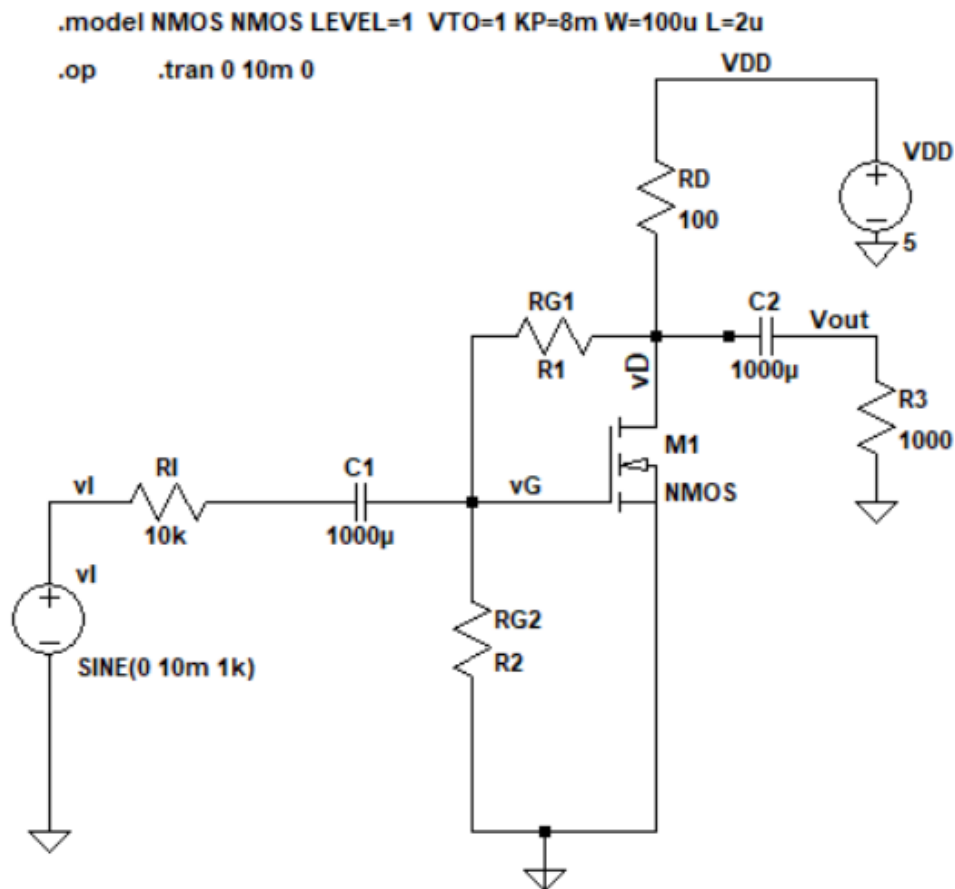 .model NMOS NMOS LEVEL=1 VTO=1 KP=8m W=100u L=2u
.op .tran 0 10m 0
VDD
VDD
RD
100
5
RG1
R1
C2
1000µ
Vout
vD
R3
1000
M1
NMOS
vI
RI
10k
C1
1000µ
vG
vI
RG2
R2
SINE(0 10m 1k)